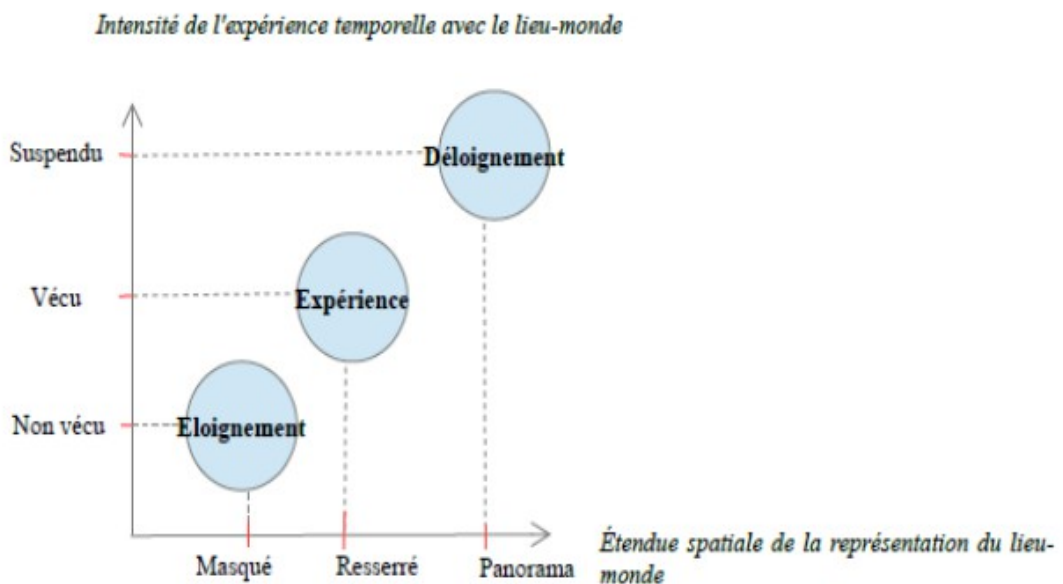 Intensité de l'expérience temporelle avec le lieu-monde
Suspendu
Déloignement
Vécu
Expérience
Non vécu
Eloignement
Masqué
Resserré
Panorama
Étendue spatiale de la représentation du lieu-
monde